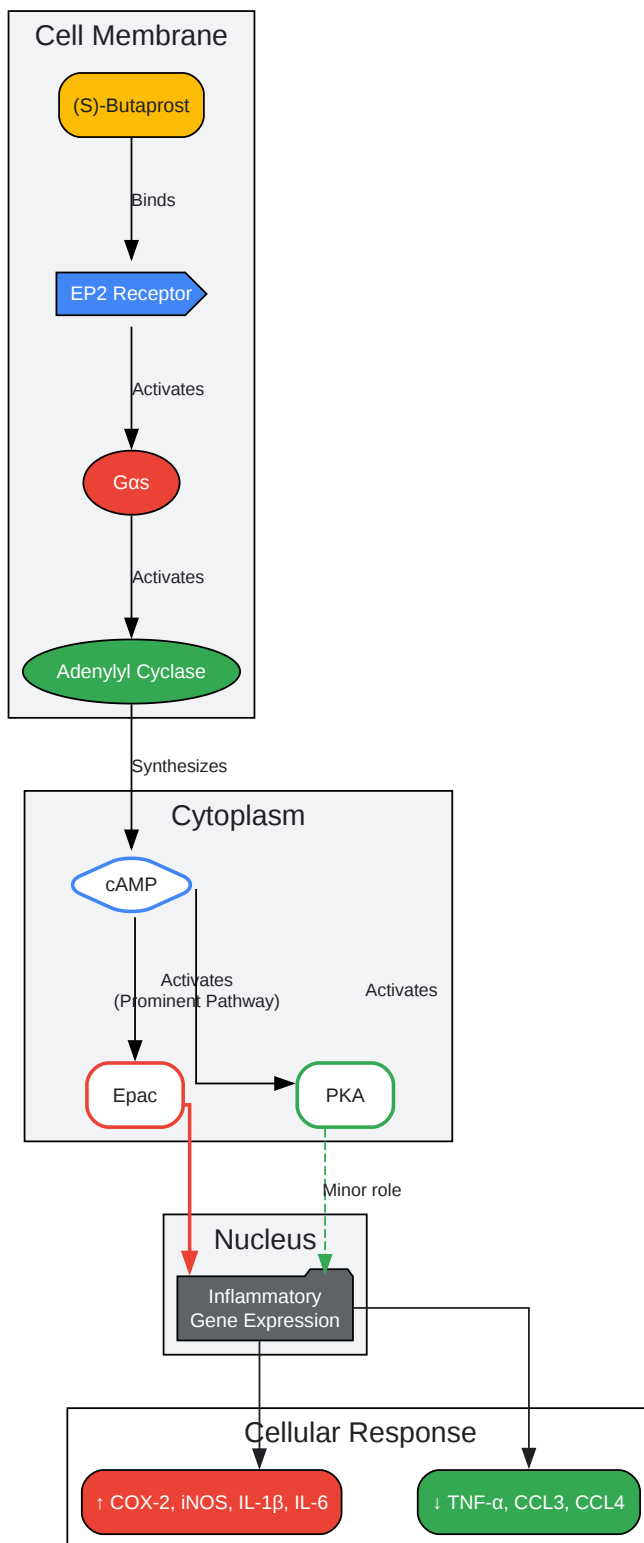 Cell Membrane
(S)-Butaprost
Binds
EP2 Receptor
Activates
Gαs
Activates
Adenylyl Cyclase
Synthesizes
Cytoplasm
cAMP
Activates
(Prominent Pathway)
Activates
Epac
PKA
Minor role
Nucleus
Inflammatory
Gene Expression
Cellular Response
↑ COX-2, iNOS, IL-1β, IL-6
↓ TNF-α, CCL3, CCL4